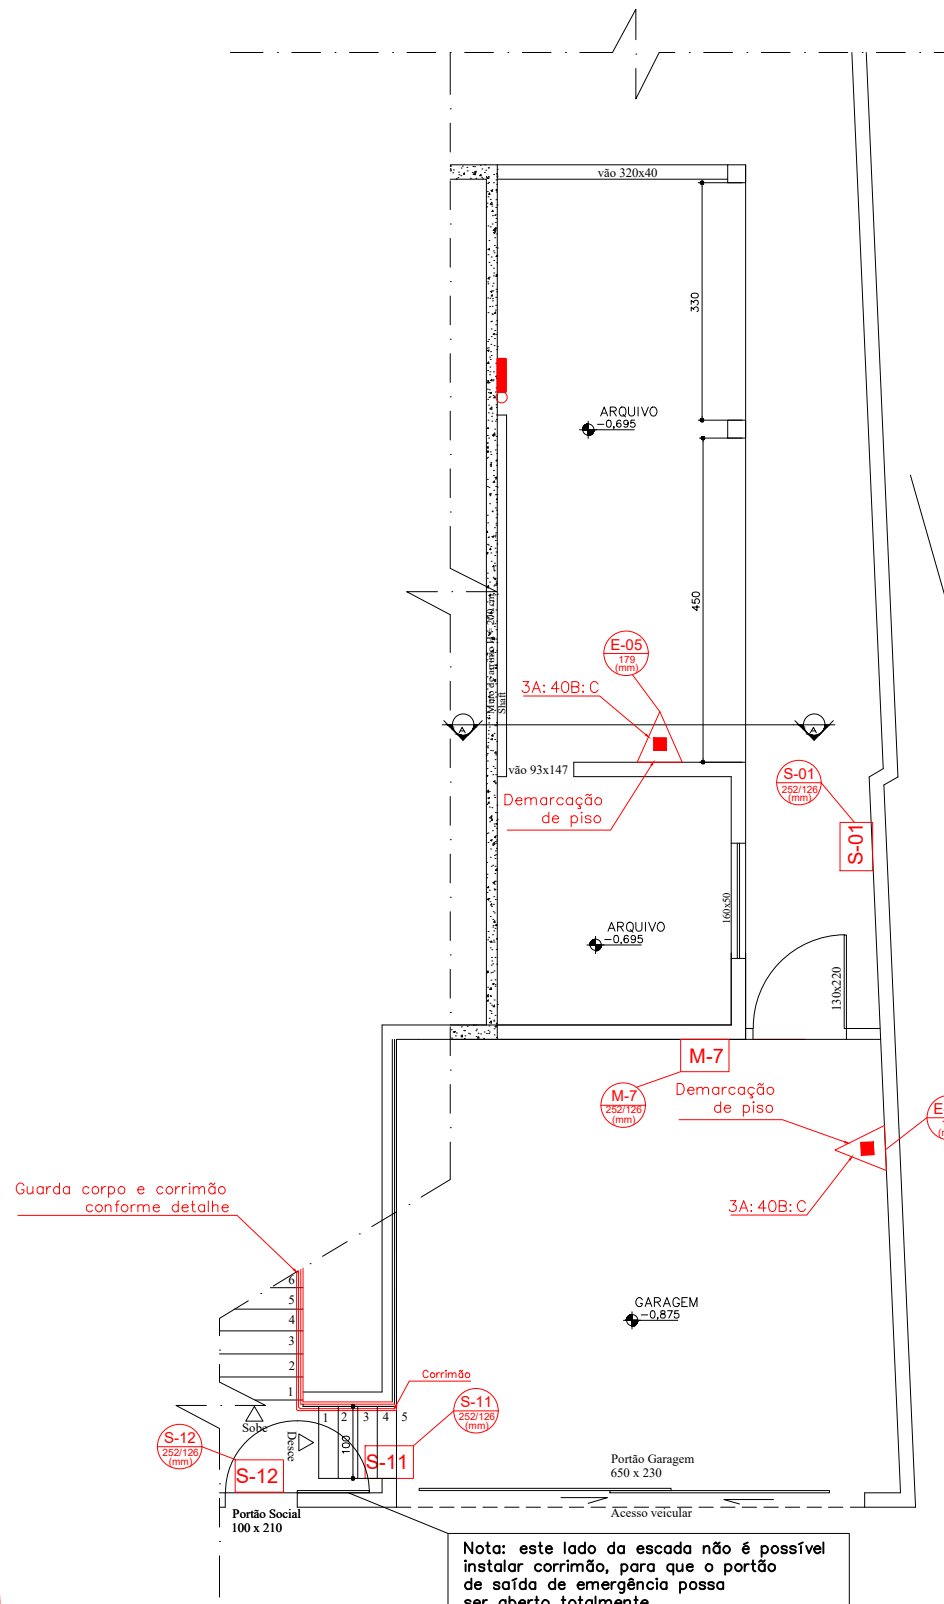 vão 320x40
330
ARQUIVO
-0,695
450
E-05
179
(mm)
3A: 40B: C
Shaft
A
A
vão 93x147
S-01
252/126
(mm)
Demarcação
de piso
S-01
160x50
ARQUIVO
-0,695
130x220
M-7
M-7
252/126
(mm)
Demarcação
de piso
3A: 40B: C
Guarda corpo e corrimão
conforme detalhe
6
5
4
3
2
1
GARAGEM
-0,875
Corrimão
S-11
252/126
(mm)
1 2 3 4 5
100
Sobe
Desce
S-12
252/126
(mm)
S-12
S-11
Portão Garagem
650 x 230
Portão Social
100 x 210
Acesso veicular
Nota: este lado da escada não é possível
instalar corrimão, para que o portão
de saída de emergência possa
ser aberto totalmente